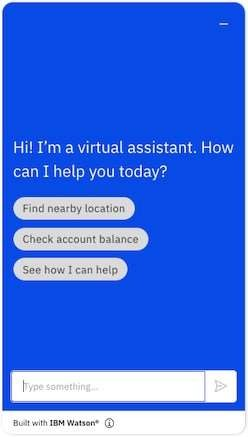 Hi! I’m a virtual assistant. How
can I help you today?
Find nearby location
Check account balance
See how I can help
Type something...
Built with IBM Watson®